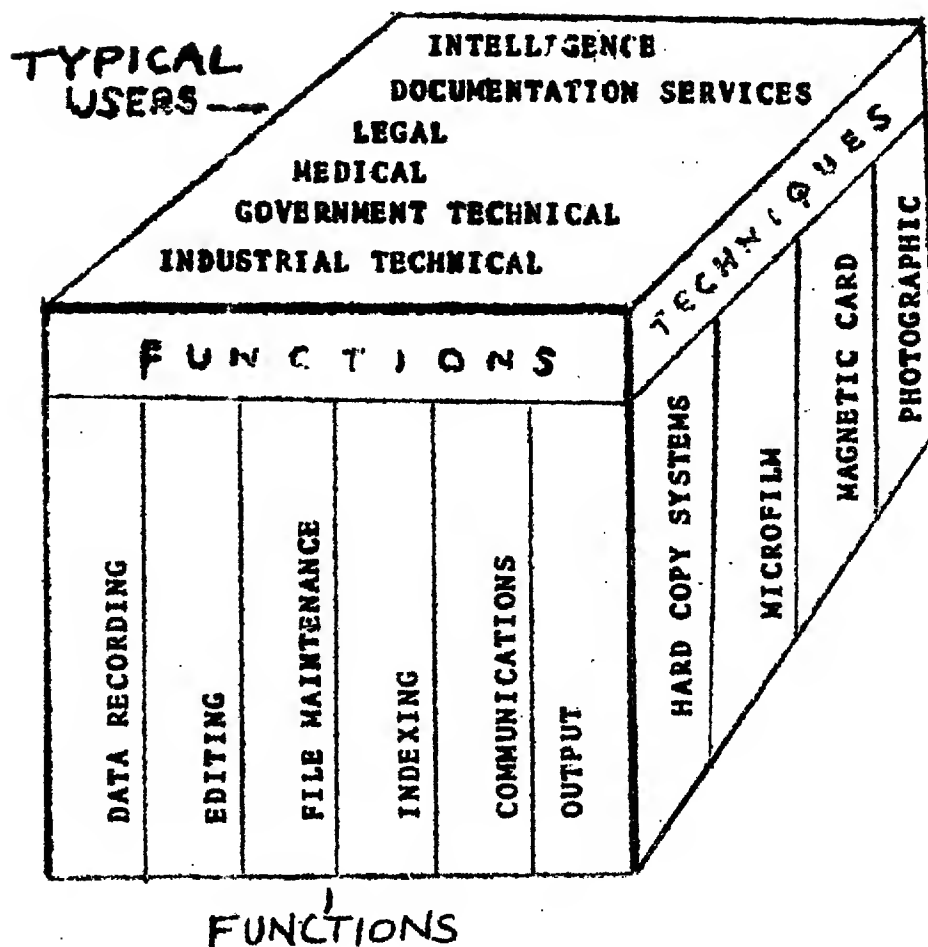 TYPICAL
USERS
INTELLIGENCE
DOCUMENTATION SERVICES
LEGAL
MEDICAL
GOVERNMENT TECHNICAL
INDUSTRIAL TECHNICAL
TECHNIQUES
FUNCTIONS
DATA RECORDING
EDITING
FILE MAINTENANCE
INDEXING
COMMUNICATIONS
OUTPUT
HARD COPY SYSTEMS
MICROFILM
MAGNETIC CARD
PHOTOGRAPHIC
FUNCTIONS